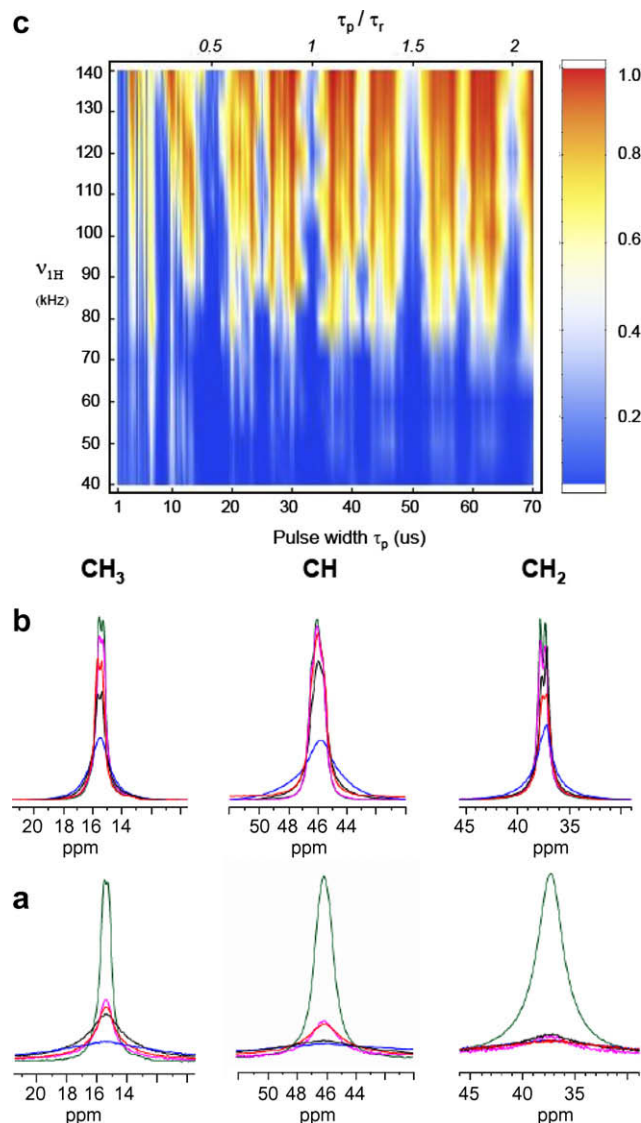 c
τp / τr
0.5 1 1.5 2
140
130
120
110
100
90
80
70
60
50
40
ν1H
(kHz)
1 10 20 30 40 50 60 70
Pulse width τp (us)
1.0
0.8
0.6
0.4
0.2
CH3 CH CH2
b
20 18 16 14
ppm
50 48 46 44
ppm
45 40 35
ppm
a
20 18 16 14
ppm
50 48 46 44
ppm
45 40 35
ppm